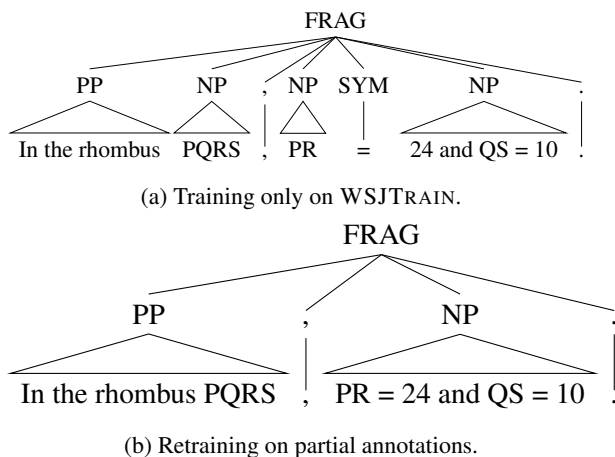 FRAG
PP NP , NP SYM NP .
In the rhombus PQRS , PR = 24 and QS = 10 .
(a) Training only on WSJTRAIN.
FRAG
PP , NP .
In the rhombus PQRS , PR = 24 and QS = 10 .
(b) Retraining on partial annotations.